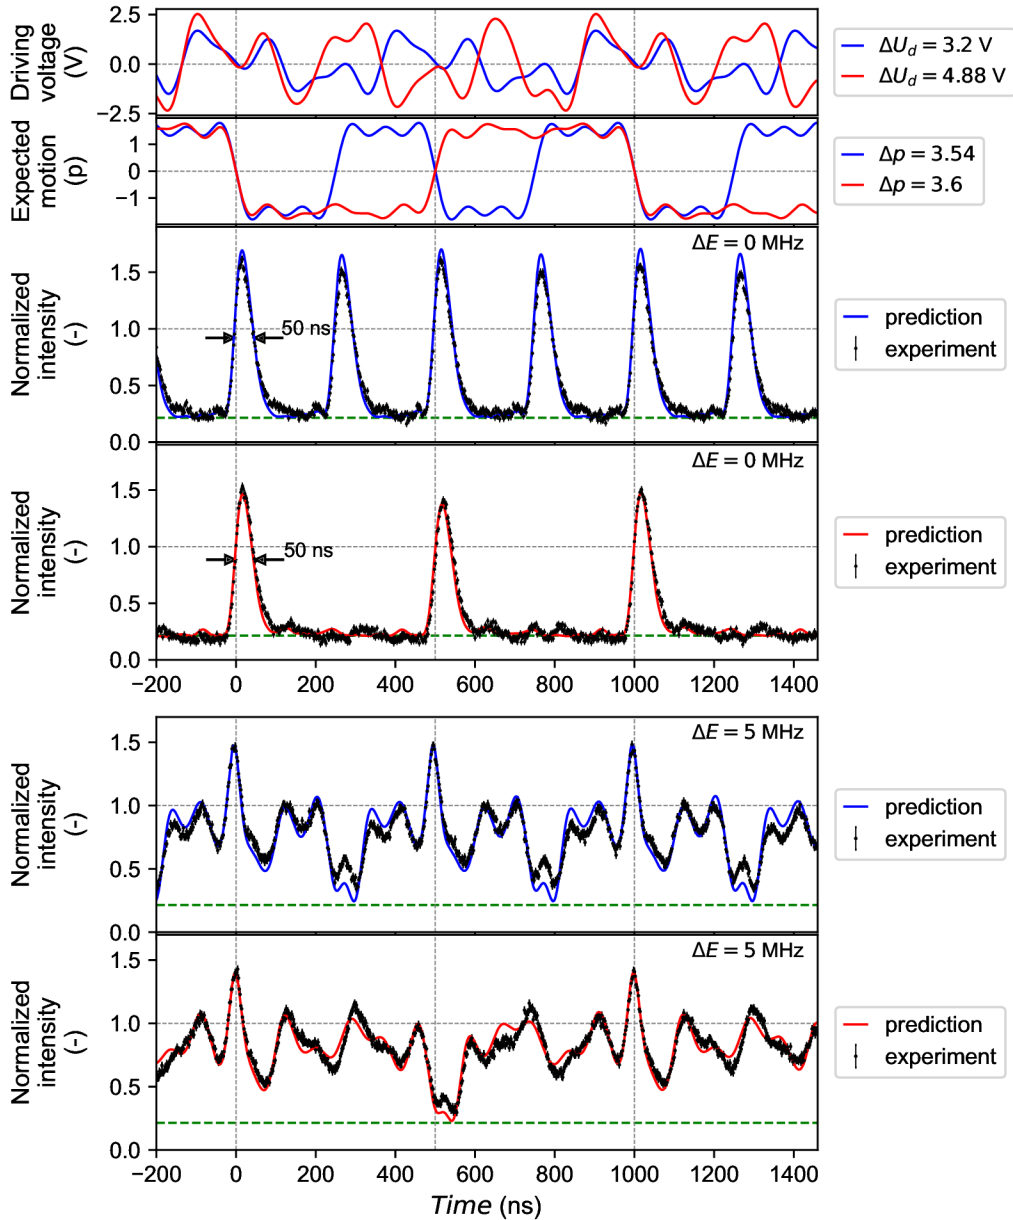 Driving
voltage
(V)
2.5
0.0
−2.5
ΔU_d = 3.2 V
ΔU_d = 4.88 V
Expected
motion
(p)
1
0
−1
Δp = 3.54
Δp = 3.6
Normalized
intensity
(-)
1.5
1.0
0.5
0.0
ΔE = 0 MHz
50 ns
prediction
experiment
Normalized
intensity
(-)
1.5
1.0
0.5
0.0
ΔE = 0 MHz
50 ns
prediction
experiment
−200 0 200 400 600 800 1000 1200 1400
Normalized
intensity
(-)
1.5
1.0
0.5
0.0
ΔE = 5 MHz
prediction
experiment
Normalized
intensity
(-)
1.5
1.0
0.5
0.0
ΔE = 5 MHz
prediction
experiment
−200 0 200 400 600 800 1000 1200 1400
Time (ns)